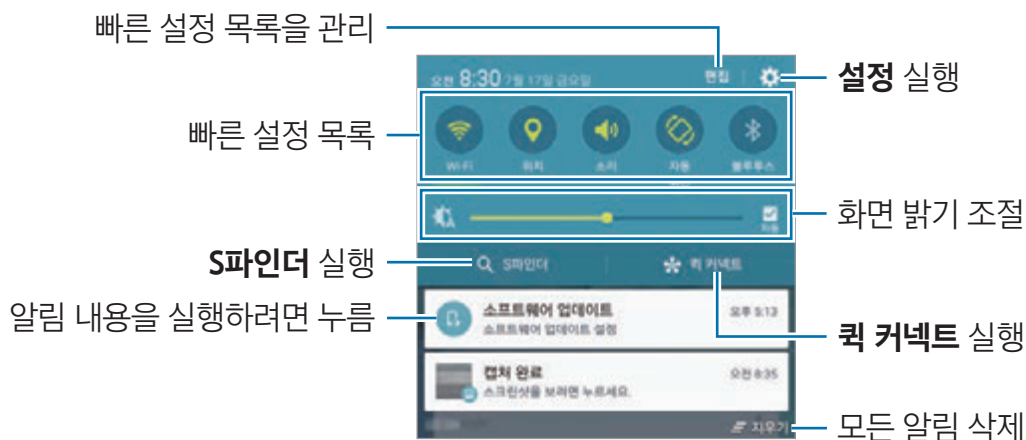 빠른 설정 목록을 관리
오전 8:30 7월 17일 금요일
편집
설정 실행
빠른 설정 목록
Wi-Fi
위치
소리
자동
블루투스
화면 밝기 조절
자동
S파인더 실행
S파인더
퀵 커넥트
알림 내용을 실행하려면 누름
소프트웨어 업데이트
오후 5:13
소프트웨어 업데이트 설정
퀵 커넥트 실행
캡처 완료
오전 8:35
스크린샷을 보려면 누르세요.
지우기
모든 알림 삭제